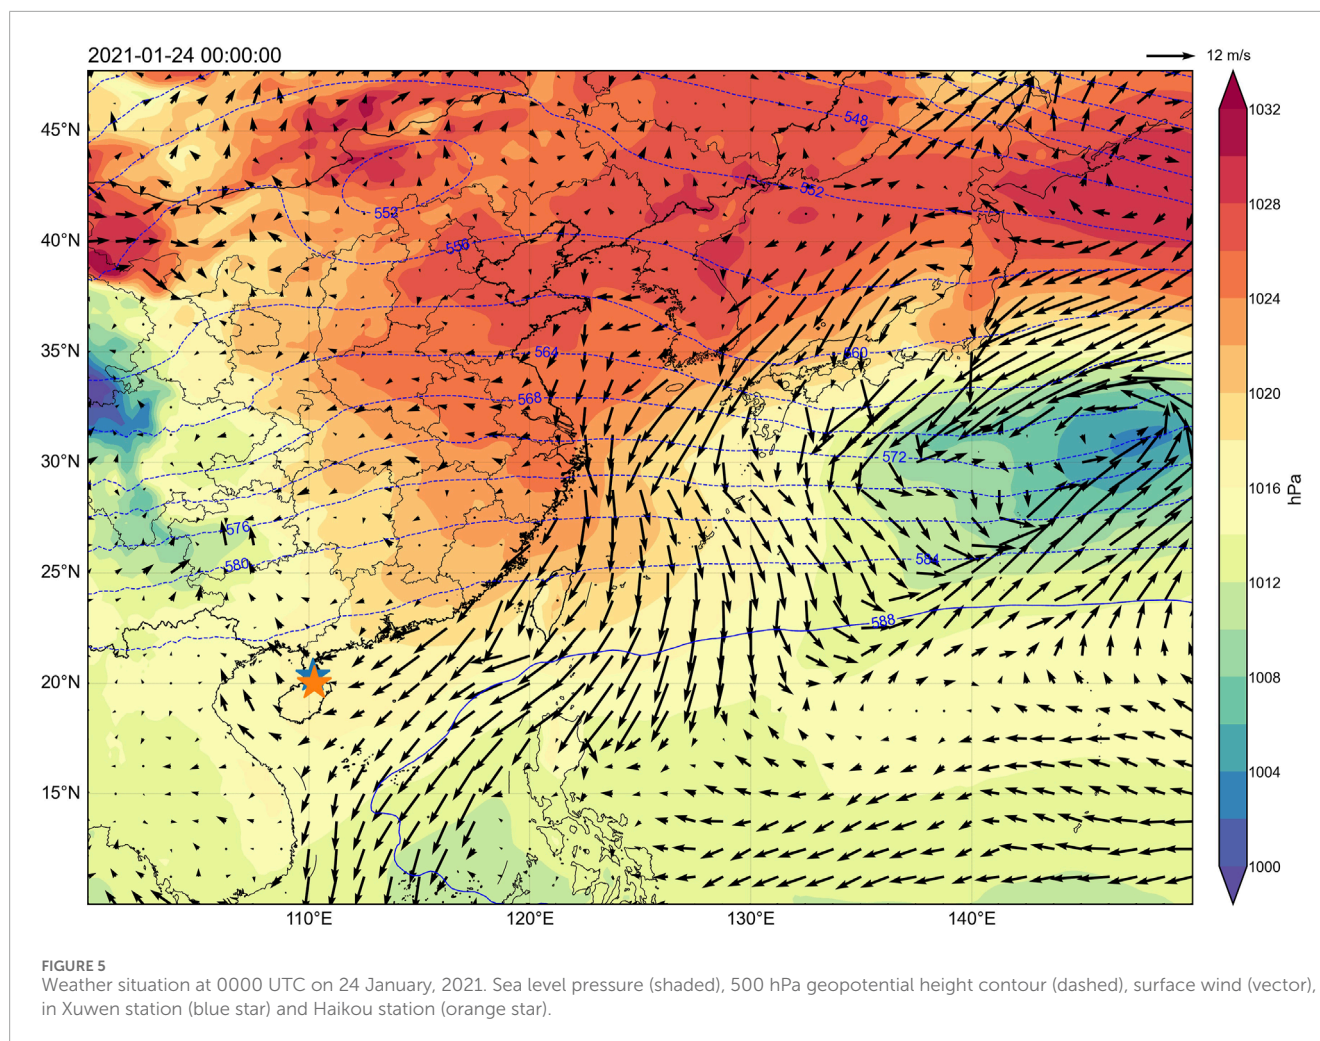 2021-01-24 00:00:00
12 m/s
1032
45°N
548
1028
552
552
40°N
556
1024
35°N
564
560
1020
568
30°N
572
1016
hPa
576
580
584
25°N
1012
588
20°N
1008
15°N
1004
1000
110°E
120°E
130°E
140°E
FIGURE 5
Weather situation at 0000 UTC on 24 January, 2021. Sea level pressure (shaded), 500 hPa geopotential height contour (dashed), surface wind (vector),
in Xuwen station (blue star) and Haikou station (orange star).